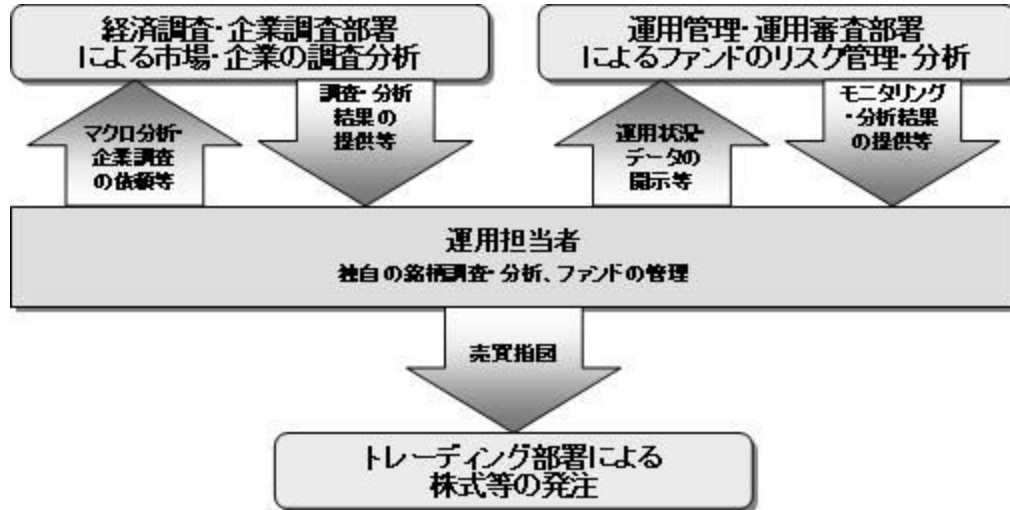 経済調査・企業調査部署
による市場・企業の調査分析
運用管理・運用審査部署
によるファンドのリスク管理・分析
マクロ分析・
企業調査
の依頼等
調査・分析
結果の
提供等
運用状況・
データの
開示等
モニタリング
・分析結果
の提供等
運用担当者
独自の銘柄調査・分析、ファンドの管理
売買指図
トレーディング部署による
株式等の発注